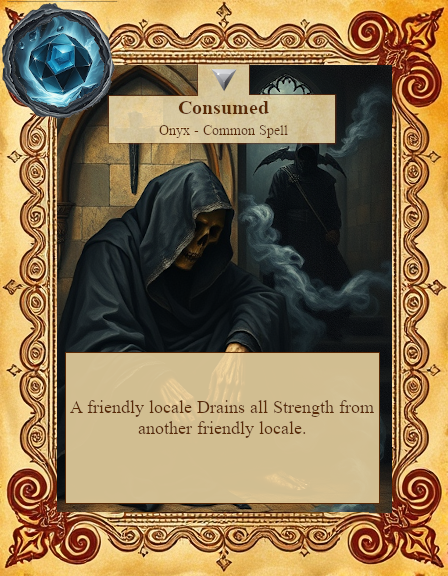 Consumed
Onyx - Common Spell
A friendly locale Drains all Strength from
another friendly locale.